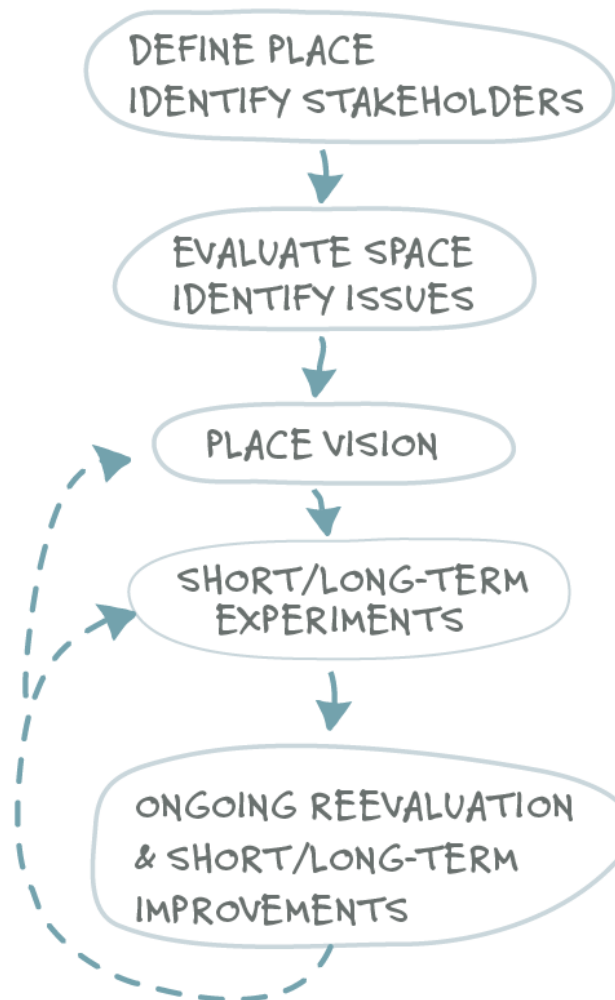 DEFINE PLACE
IDENTIFY STAKEHOLDERS
EVALUATE SPACE
IDENTIFY ISSUES
PLACE VISION
SHORT/LONG-TERM
EXPERIMENTS
ONGOING REEVALUATION
& SHORT/LONG-TERM
IMPROVEMENTS